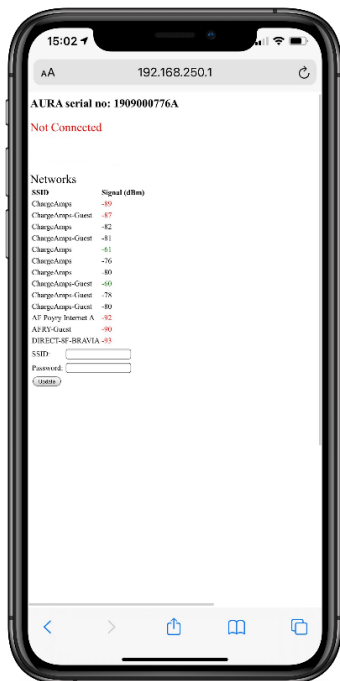 15:02
AA 192.168.250.1
AURA serial no: 1909000776A
Not Connected
Networks
SSID Signal (dBm)
ChargeAmps -89
ChargeAmps-Guest -87
ChargeAmps -82
ChargeAmps-Guest -81
ChargeAmps -61
ChargeAmps -76
ChargeAmps -80
ChargeAmps-Guest -60
ChargeAmps-Guest -78
ChargeAmps-Guest -80
AF Poyry Internet A -92
AFRY-Guest -90
DIRECT-8F-BRAVIA -93
SSID:
Password:
Update